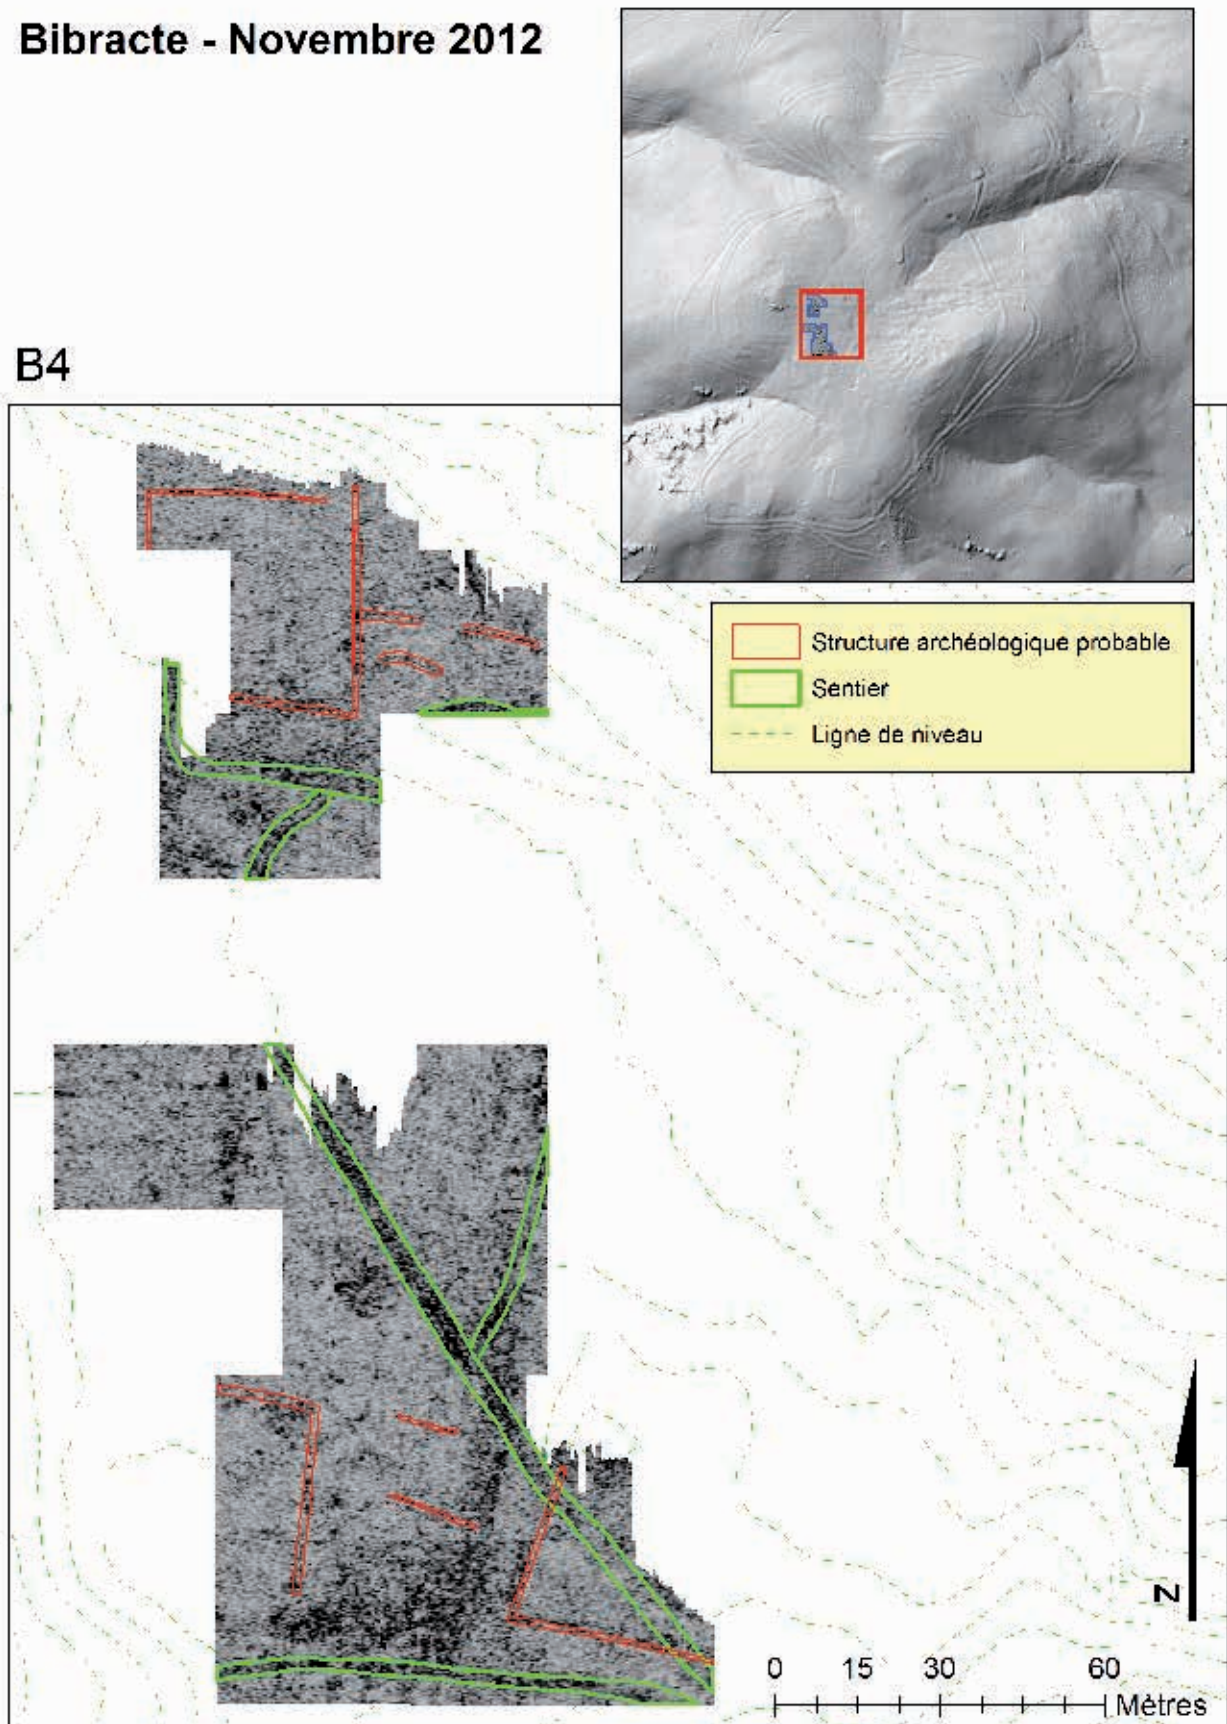 Bibracte - Novembre 2012
B4
Structure archéologique probable
Sentier
Ligne de niveau
N
0 15 30 60
Mètres